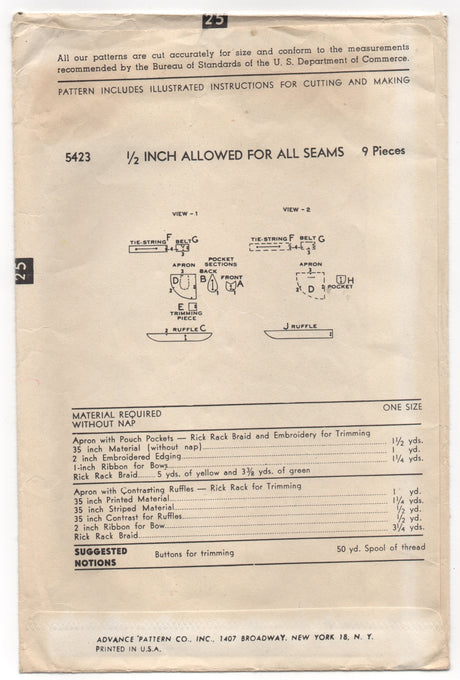 25
All our patterns are cut accurately for size and conform to the measurements
recommended by the Bureau of Standards of the U. S. Department of Commerce.
PATTERN INCLUDES ILLUSTRATED INSTRUCTIONS FOR CUTTING AND MAKING
5423 1/2 INCH ALLOWED FOR ALL SEAMS 9 Pieces
VIEW - 1 VIEW - 2
TIE-STRING F BELT G TIE-STRING F BELT G
APRON POCKET SECTIONS APRON
BACK FRONT
D B A D H
POCKET
E
TRIMMING
PIECE
RUFFLE C J RUFFLE
25
MATERIAL REQUIRED ONE SIZE
WITHOUT NAP
Apron with Pouch Pockets — Rick Rack Braid and Embroidery for Trimming
35 inch Material (without nap) 1 1/2 yds.
2 inch Embroidered Edging 1 yd.
1-inch Ribbon for Bows 1 1/4 yds.
Rick Rack Braid 5 yds. of yellow and 3 3/8 yds. of green
Apron with Contrasting Ruffles — Rick Rack for Trimming
35 inch Printed Material 1 yd.
35 inch Striped Material 1 1/4 yds.
35 inch Contrast for Ruffles 1/2 yd.
2 inch Ribbon for Bow 1/2 yd.
Rick Rack Braid 3 1/4 yds.
SUGGESTED NOTIONS Buttons for trimming 50 yd. Spool of thread
ADVANCE PATTERN CO., INC., 1407 BROADWAY, NEW YORK 18, N. Y.
PRINTED IN U.S.A.